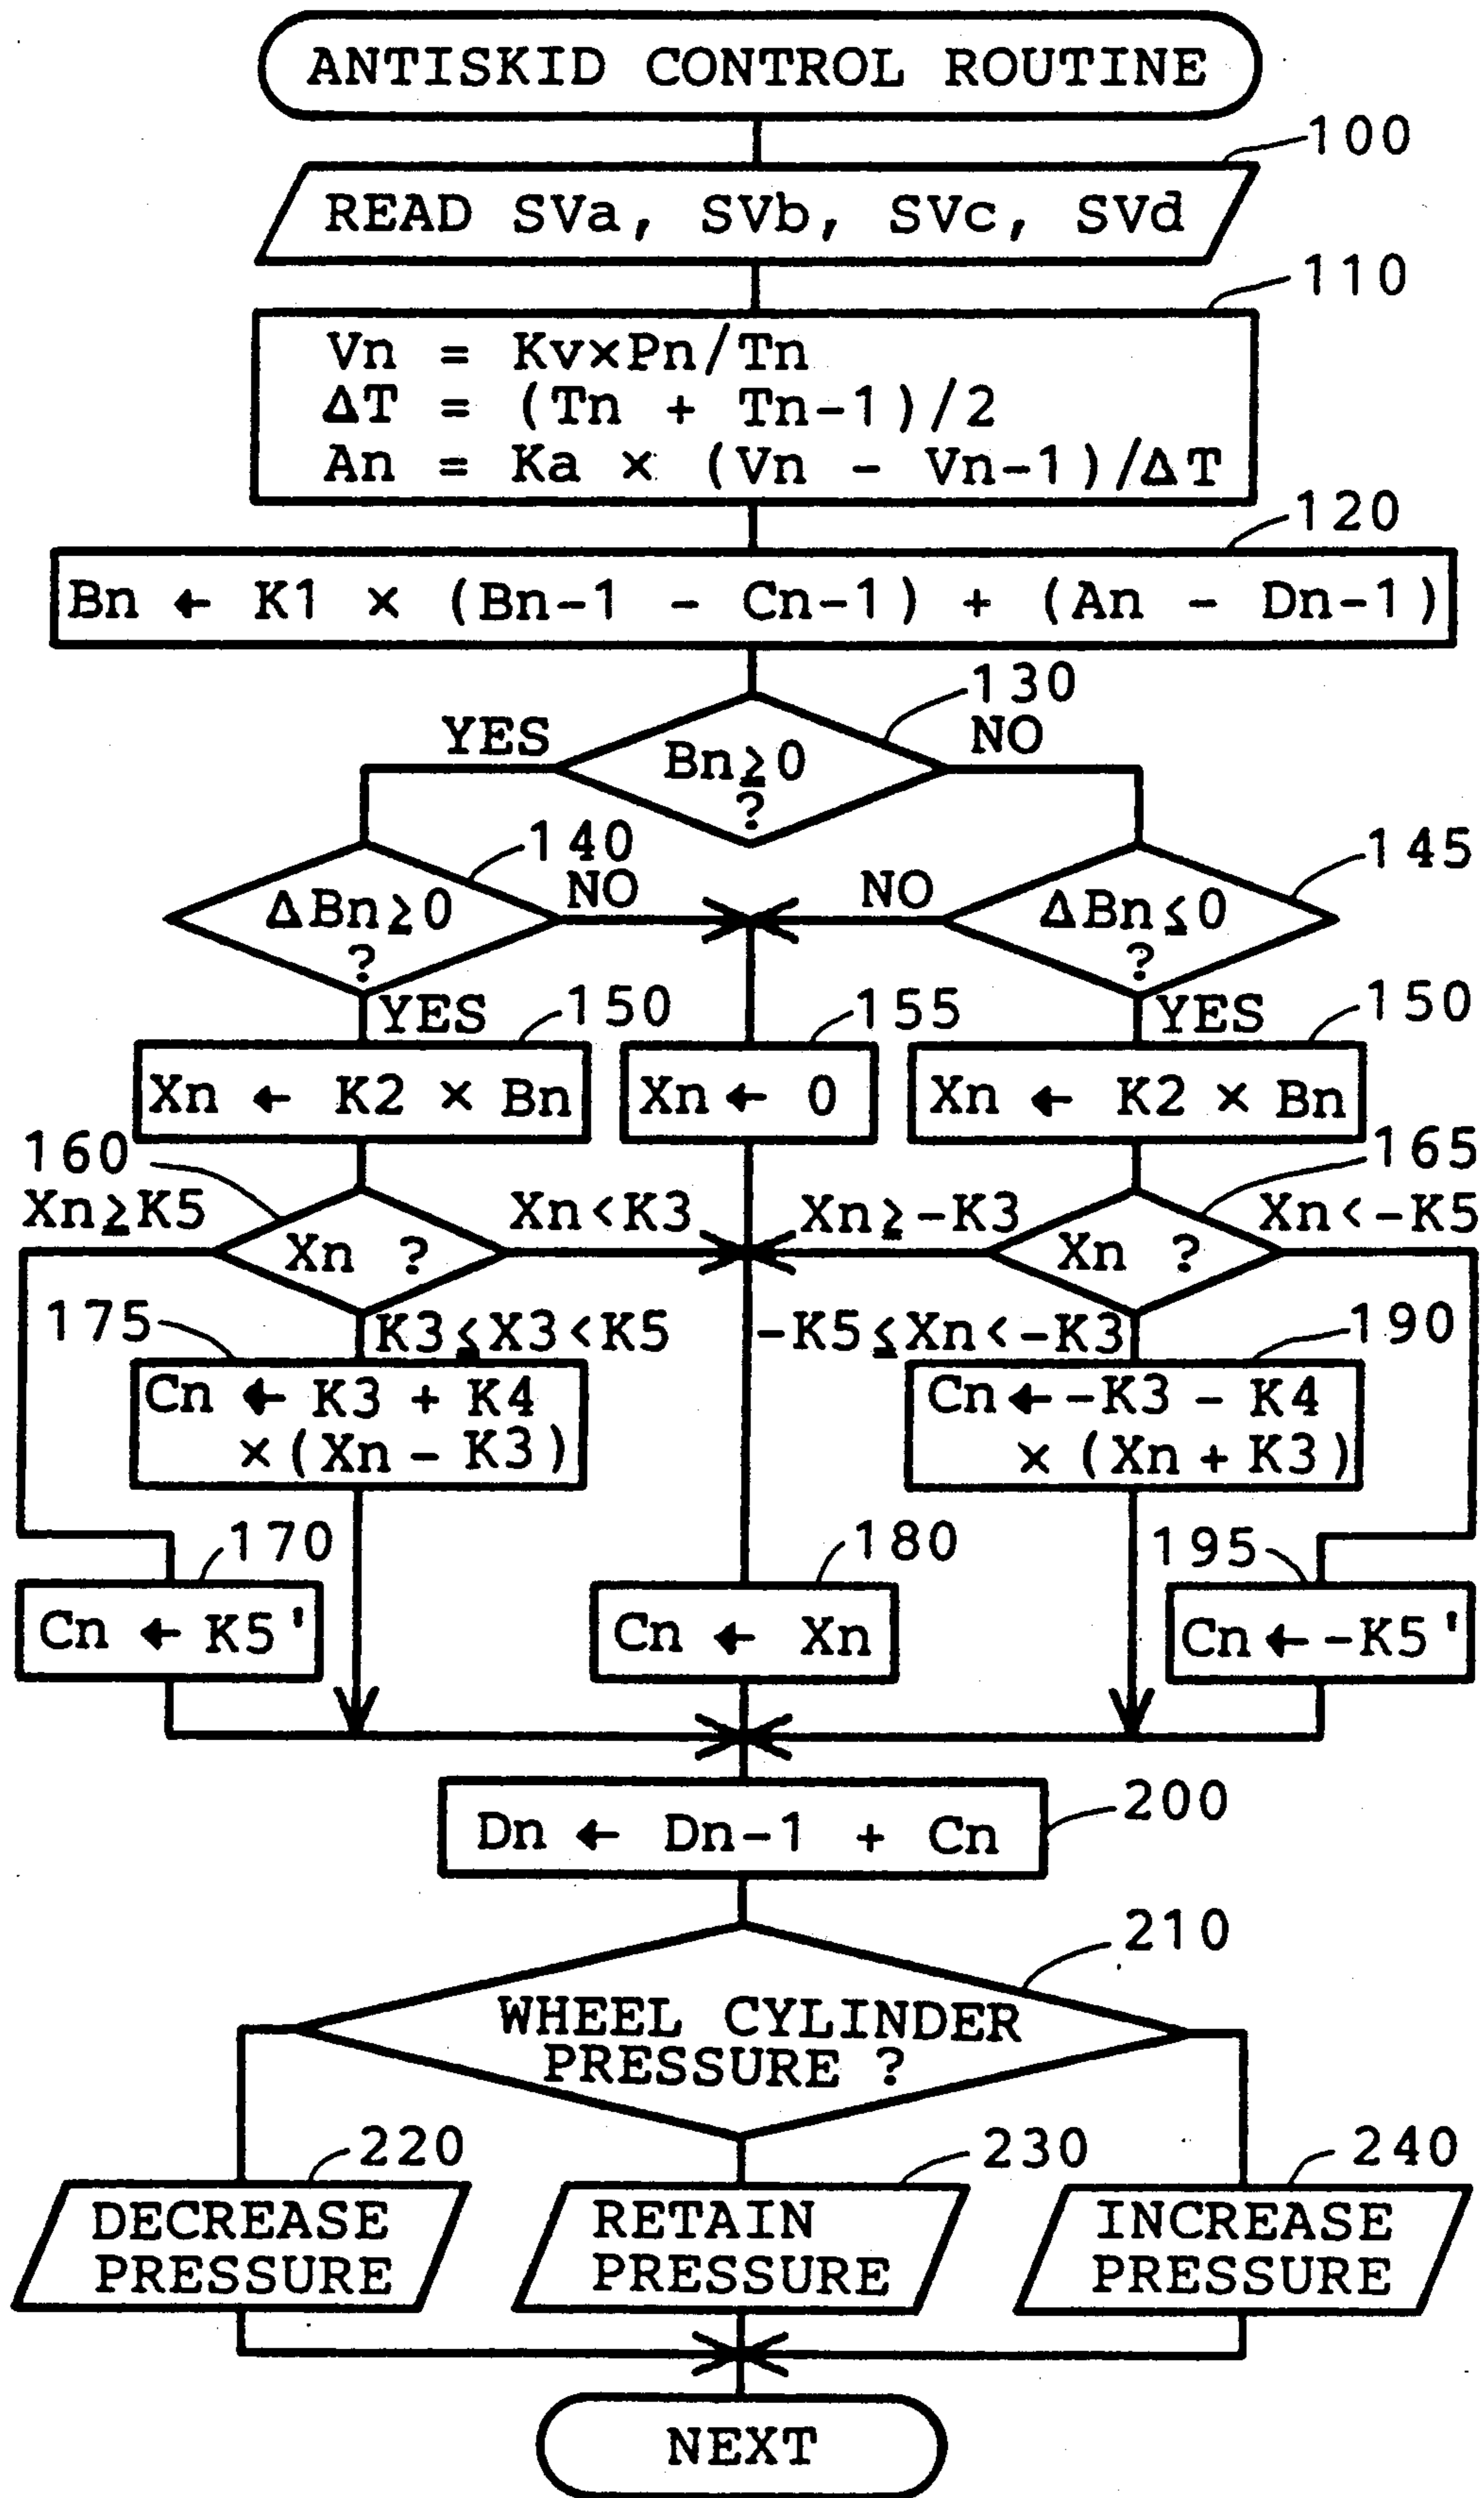 ANTISKID CONTROL ROUTINE
100
READ SVa, SVb, SVc, SVd
110
Vn = Kv×Pn/Tn
ΔT = (Tn + Tn-1)/2
An = Ka × (Vn - Vn-1)/ΔT
120
Bn ← K1 × (Bn-1 - Cn-1) + (An - Dn-1)
130
YES
NO
Bn≥0
?
140
145
NO
NO
ΔBn≥0
?
ΔBn≤0
?
YES
150
155
YES
150
Xn ← K2 × Bn
Xn ← 0
Xn ← K2 × Bn
160
165
Xn≥K5
Xn<K3
Xn≥-K3
Xn<-K5
Xn ?
Xn ?
175
K3≤X3<K5
-K5≤Xn<-K3
190
Cn ← K3 + K4
×(Xn - K3)
Cn←-K3 - K4
× (Xn + K3)
170
180
195
Cn ← K5'
Cn ← Xn
Cn←-K5'
Dn ← Dn-1 + Cn
200
210
WHEEL CYLINDER
PRESSURE ?
220
230
240
DECREASE
PRESSURE
RETAIN
PRESSURE
INCREASE
PRESSURE
NEXT